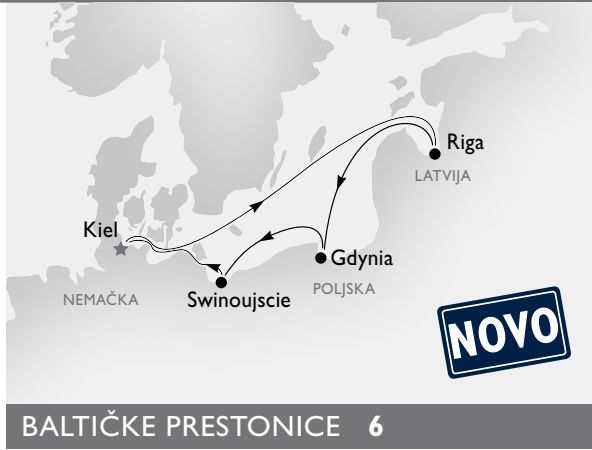 Riga
LATVIJA
Kiel
Gdynia
NEMAČKA
Swinoujscie
POLJSKA
NOVO
BALTIČKE PRESTONICE 6